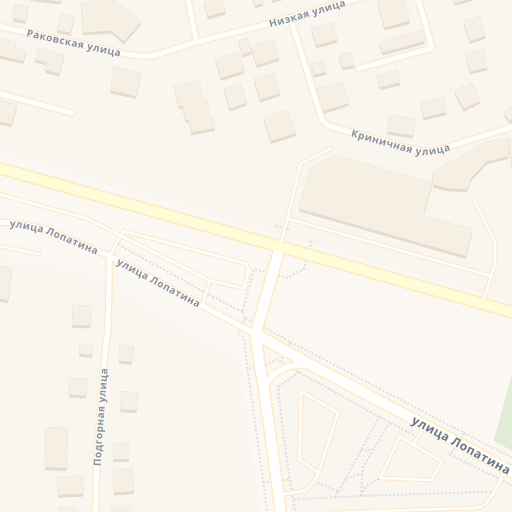 Низкая улица
Раковская улица
Криничная улица
улица Лопатина
улица Лопатина
Подгорная улица
улица Лопатина